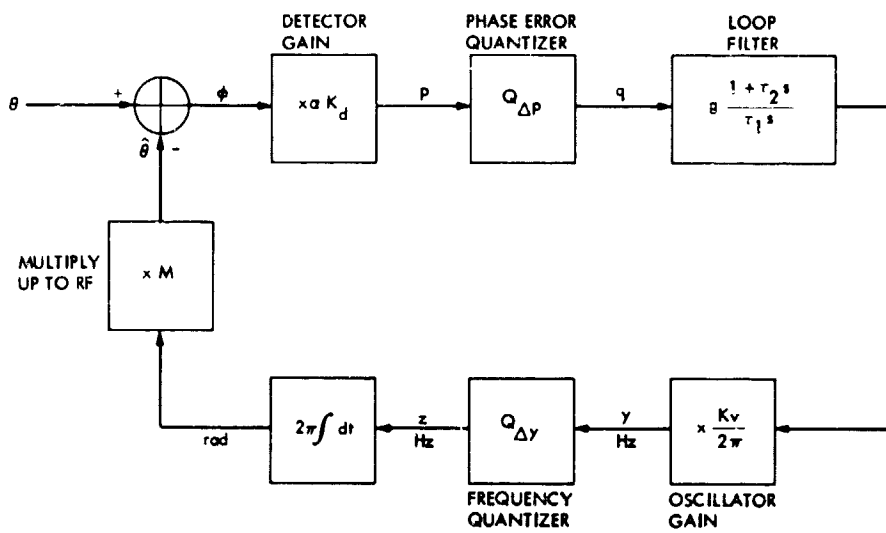 DETECTOR GAIN
PHASE ERROR QUANTIZER
LOOP FILTER
θ
+
ϕ
× α K_d
P
Q_ΔP
q
g (1 + τ_2 s) / (τ_1 s)
θ̂
-
MULTIPLY UP TO RF
× M
rad
2π∫ dt
z
Hz
Q_Δy
y
Hz
× Kv / 2π
FREQUENCY QUANTIZER
OSCILLATOR GAIN